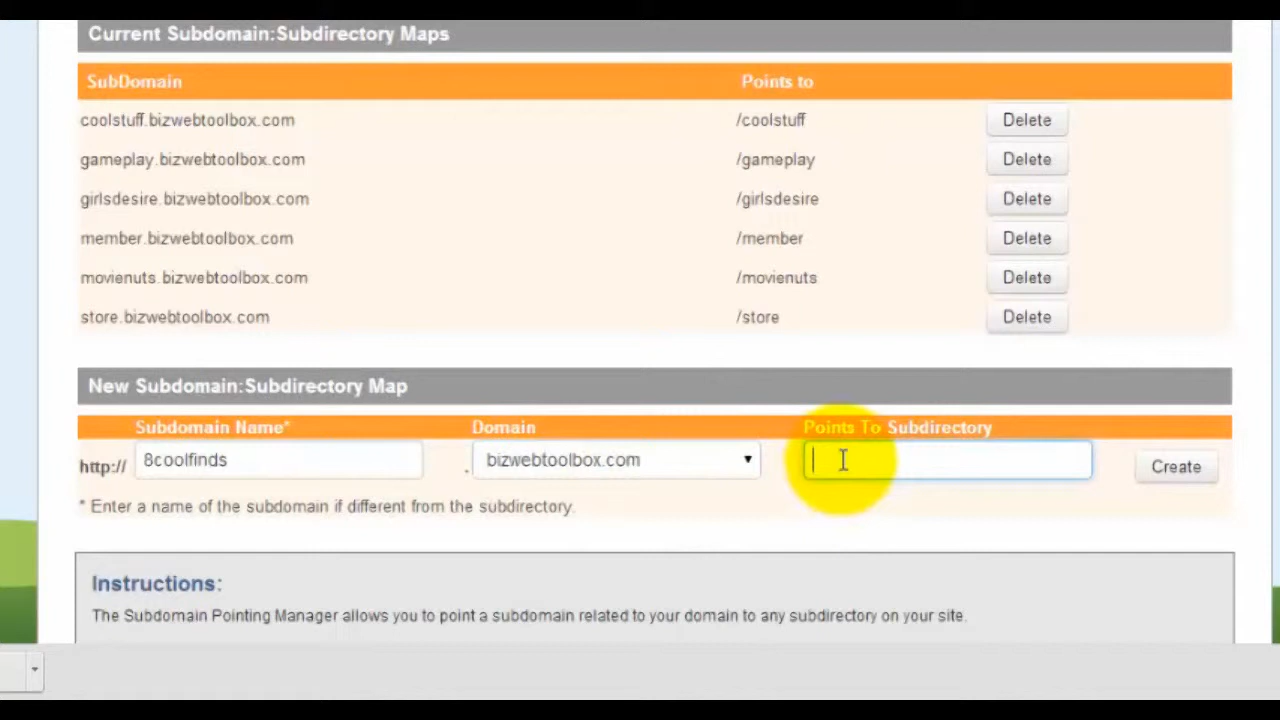 Current Subdomain:Subdirectory Maps
SubDomain Points to
coolstuff.bizwebtoolbox.com /coolstuff Delete
gameplay.bizwebtoolbox.com /gameplay Delete
girlsdesire.bizwebtoolbox.com /girlsdesire Delete
member.bizwebtoolbox.com /member Delete
movienuts.bizwebtoolbox.com /movienuts Delete
store.bizwebtoolbox.com /store Delete
New Subdomain:Subdirectory Map
Subdomain Name* Domain Points To Subdirectory
http:// 8coolfinds . bizwebtoolbox.com Create
* Enter a name of the subdomain if different from the subdirectory.
Instructions:
The Subdomain Pointing Manager allows you to point a subdomain related to your domain to any subdirectory on your site.